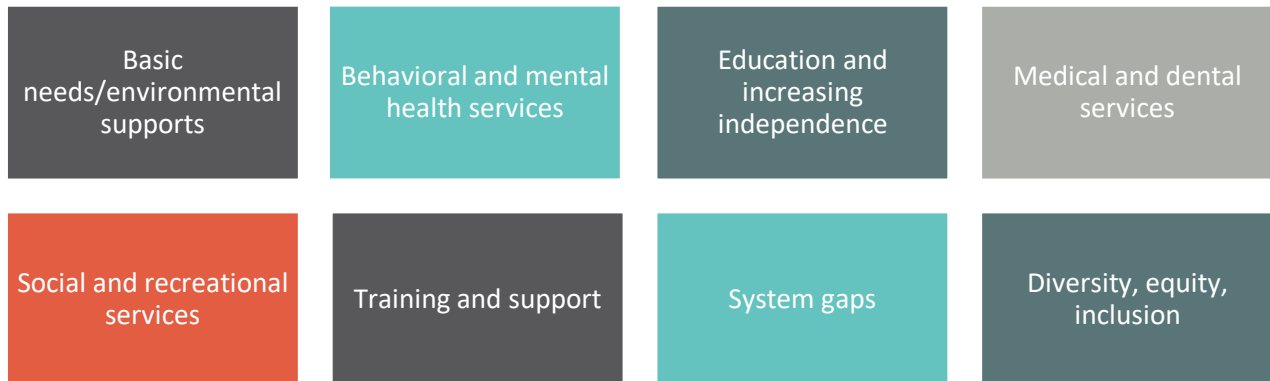 Basic
needs/environmental
supports
Behavioral and mental
health services
Education and
increasing
independence
Medical and dental
services
Social and recreational
services
Training and support
System gaps
Diversity, equity,
inclusion